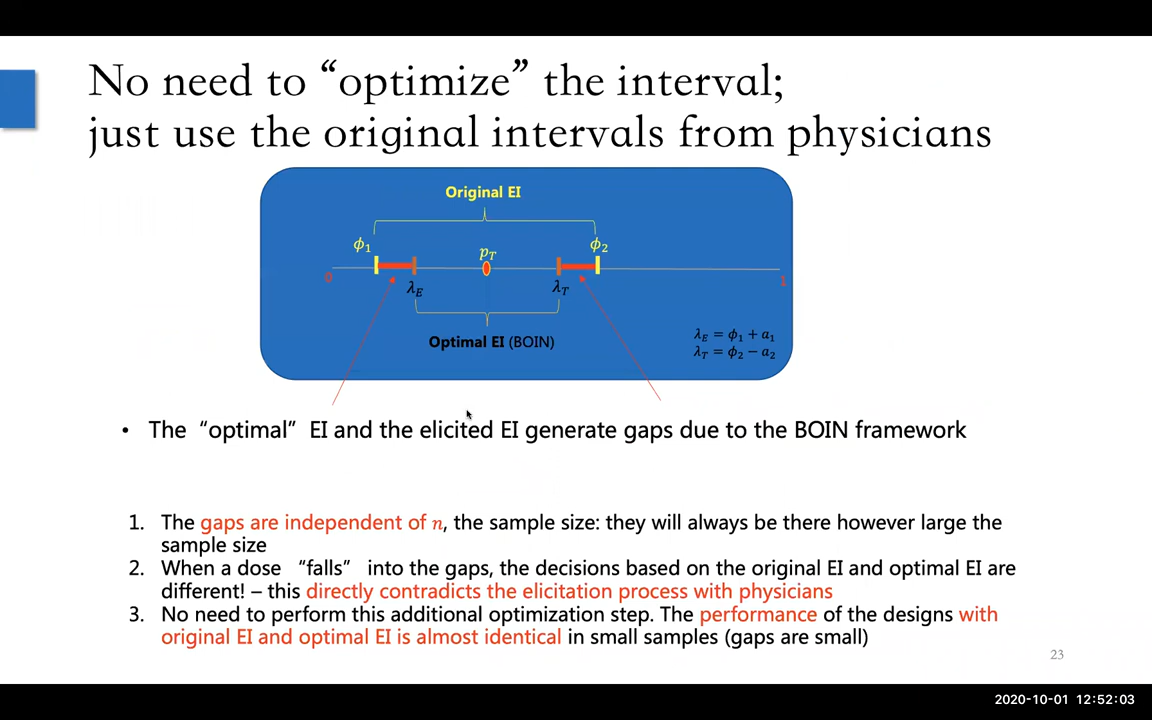 No need to “optimize” the interval;
just use the original intervals from physicians
Original EI
ϕ1
ϕ2
pT
0
1
λE
λT
Optimal EI (BOIN)
λE = ϕ1 + a1
λT = ϕ2 − a2
• The “optimal” EI and the elicited EI generate gaps due to the BOIN framework
1. The gaps are independent of n, the sample size: they will always be there however large the
sample size
2. When a dose “falls” into the gaps, the decisions based on the original EI and optimal EI are
different! – this directly contradicts the elicitation process with physicians
3. No need to perform this additional optimization step. The performance of the designs with
original EI and optimal EI is almost identical in small samples (gaps are small)
23
2020-10-01 12:52:03